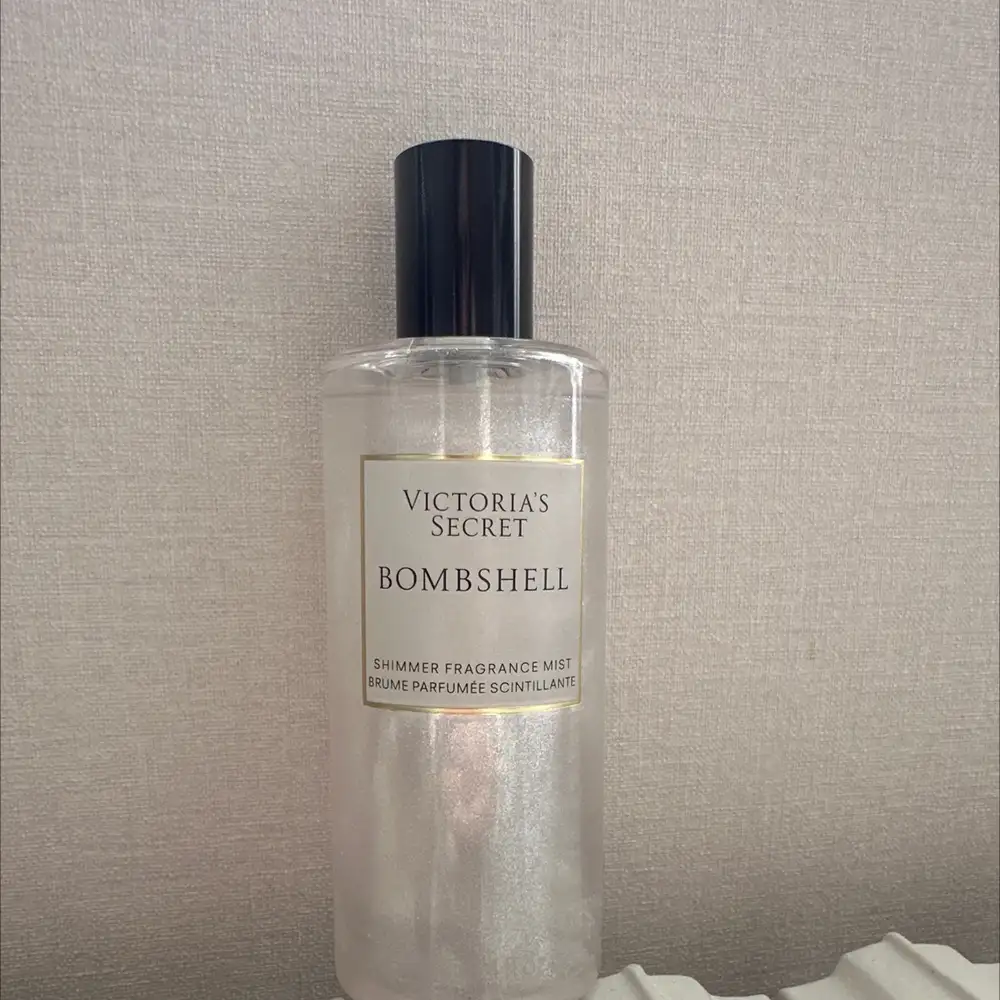 VICTORIA'S
SECRET
BOMBSHELL
SHIMMER FRAGRANCE MIST
BRUME PARFUMÉE SCINTILLANTE